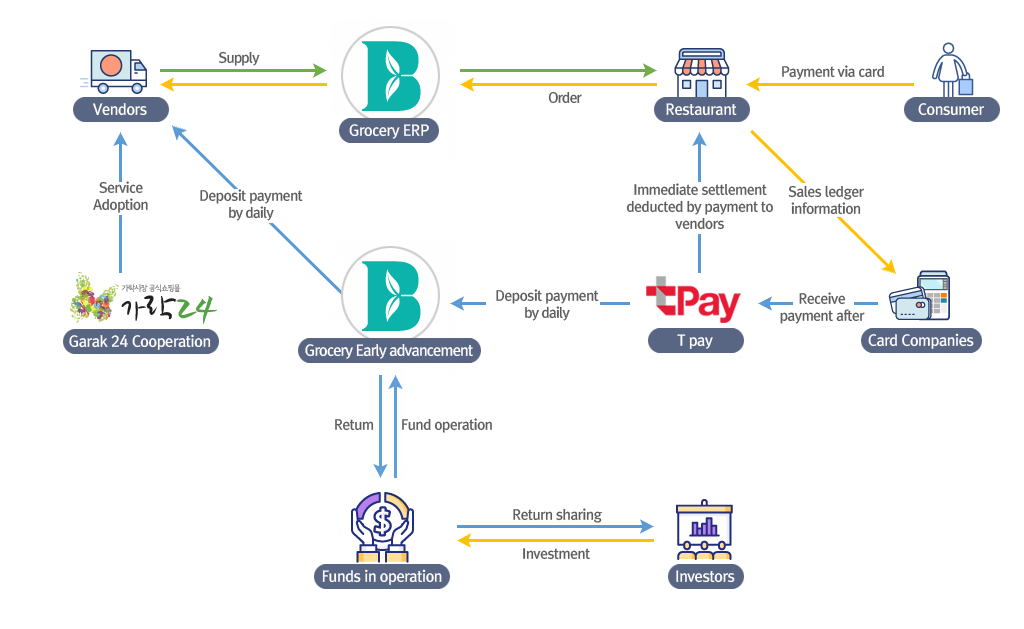 Supply
Order
Payment via card
Vendors
Grocery ERP
Restaurant
Consumer
Service
Adoption
Deposit payment
by daily
Immediate settlement
deducted by payment to
vendors
Sales ledger
information
가락시장 공식쇼핑몰
가락24
Garak 24 Cooperation
Grocery Early advancement
Deposit payment
by daily
tPay
T pay
Receive
payment after
Card Companies
Return
Fund operation
Return sharing
Investment
Funds in operation
Investors